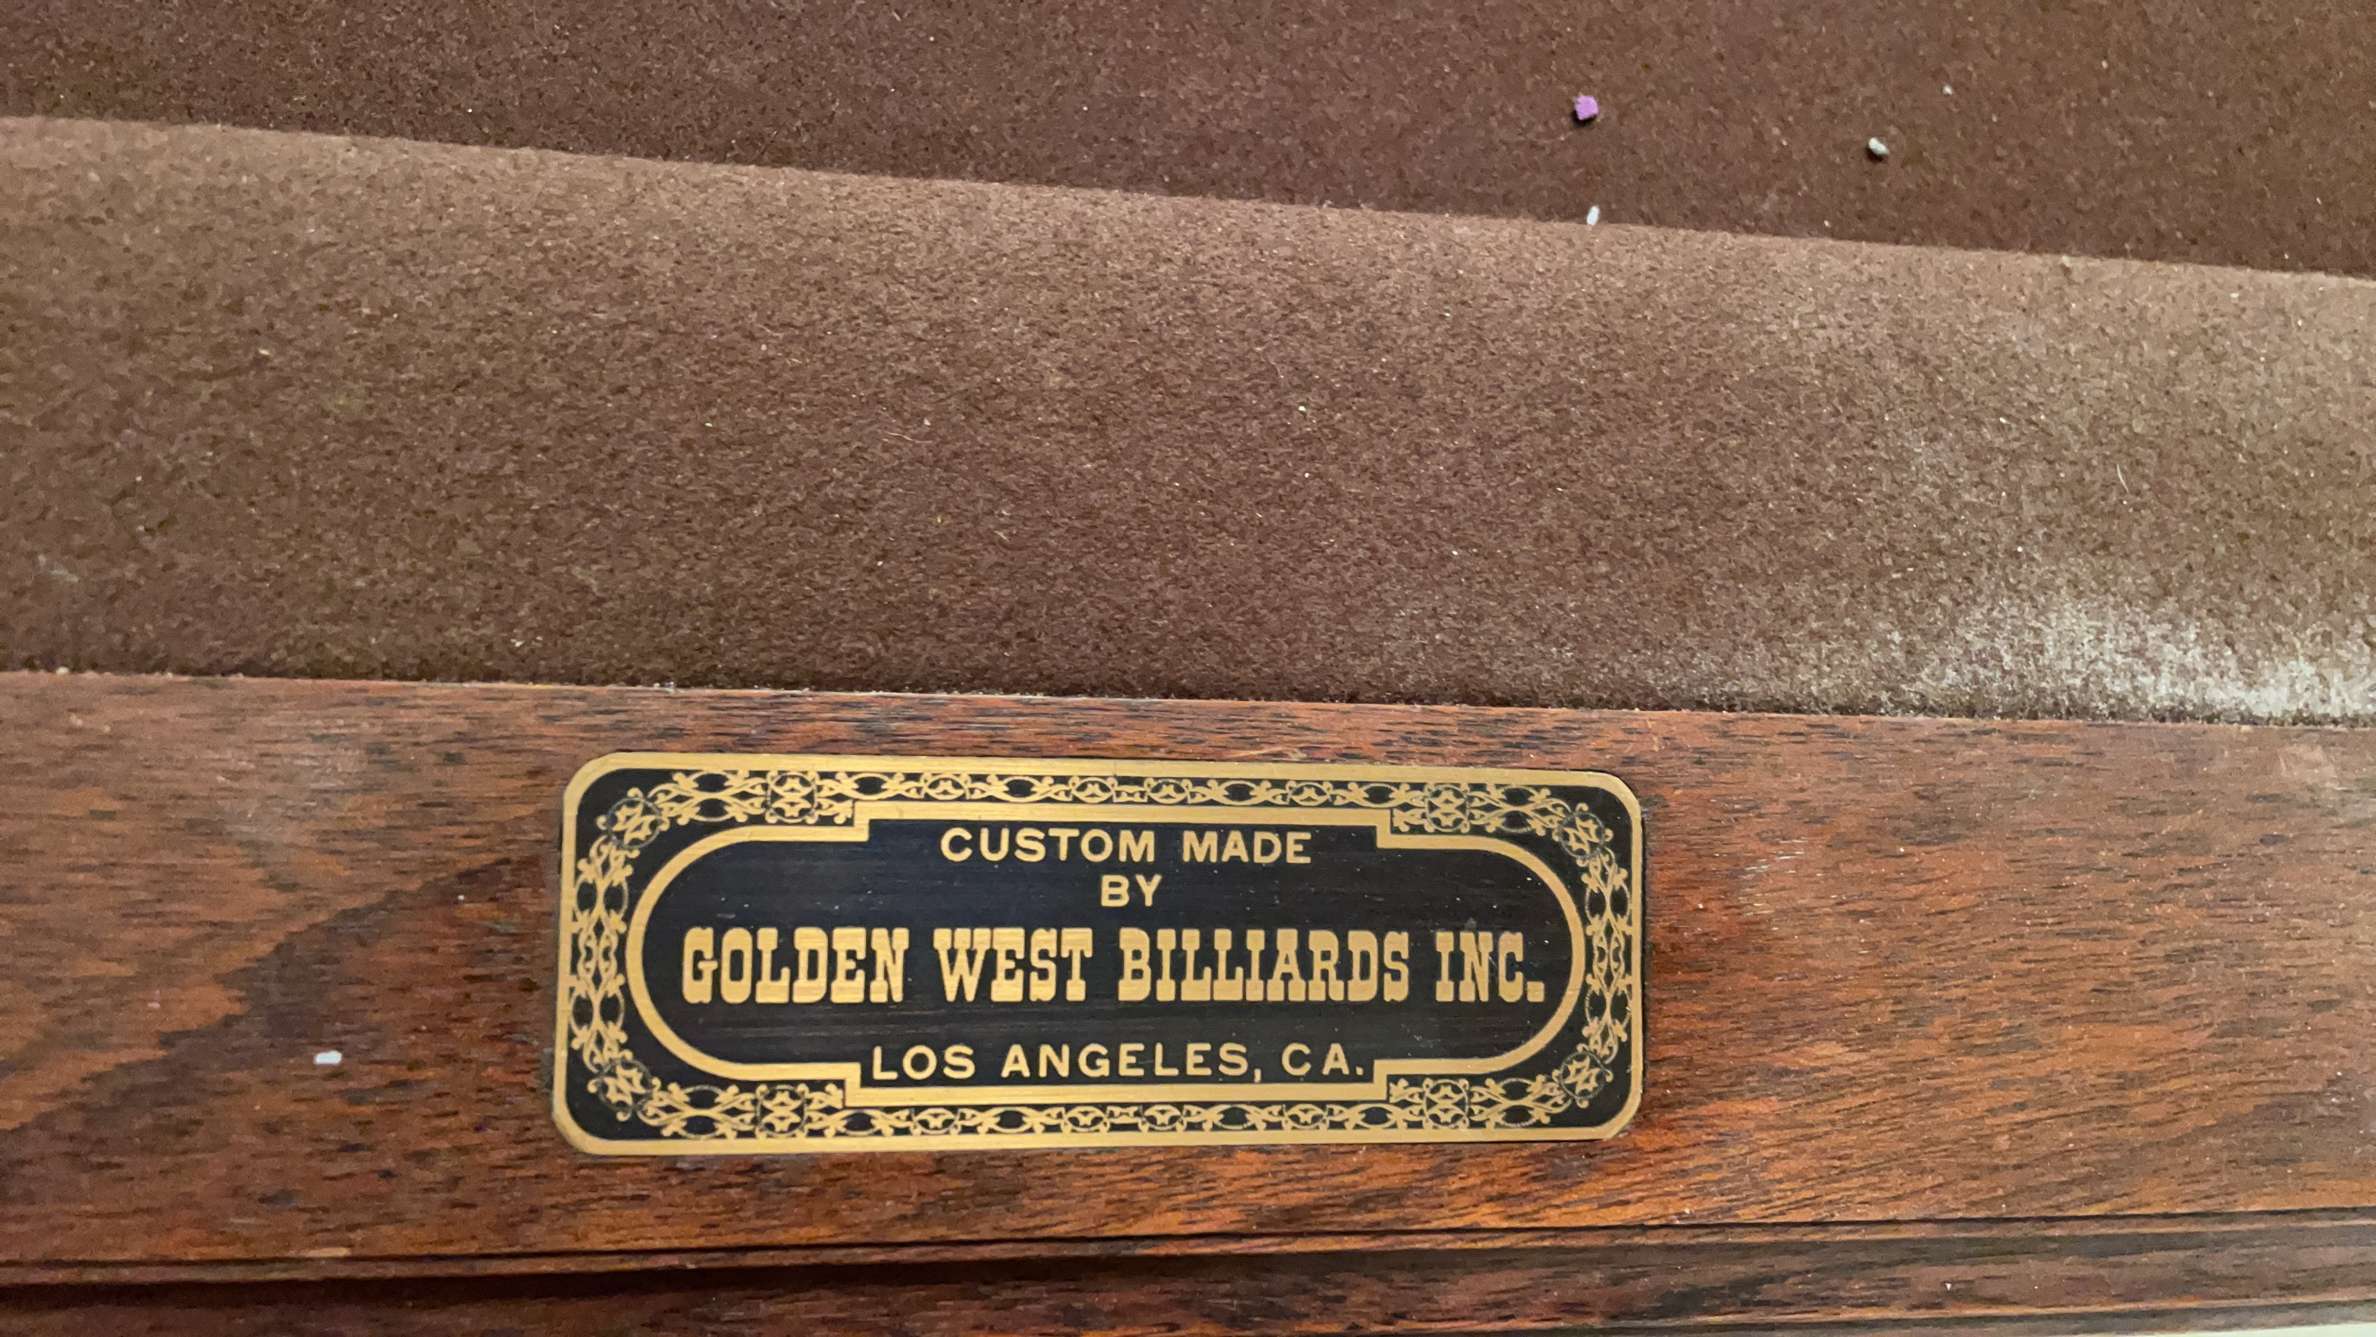 CUSTOM MADE
BY
GOLDEN WEST BILLIARDS INC.
LOS ANGELES, CA.